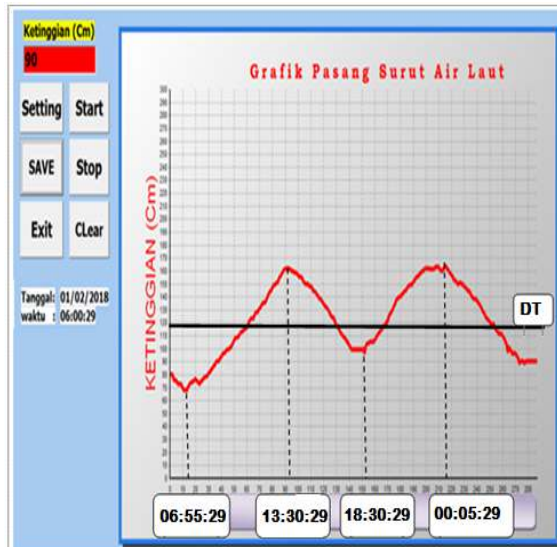 Ketinggian (Cm)
90
Setting Start
SAVE Stop
Exit CLear
Tanggal: 01/02/2018
waktu : 06:00:29
Grafik Pasang Surut Air Laut
KETINGGIAN (Cm)
DT
06:55:29 13:30:29 18:30:29 00:05:29